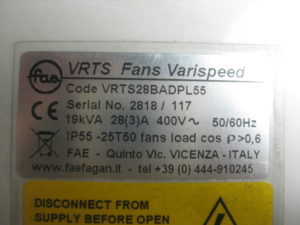 fae
VRTS Fans Varispeed
Code VRTS28BADPL55
Serial No. 2818 / 117
19kVA 28(3)A 400V~ 50/60Hz
IP55 -25T50 fans load cos ρ>0,6
FAE - Quinto Vic. VICENZA - ITALY
www.faefagan.it - tel +39 (0) 444-910245
DISCONNECT FROM
SUPPLY BEFORE OPEN